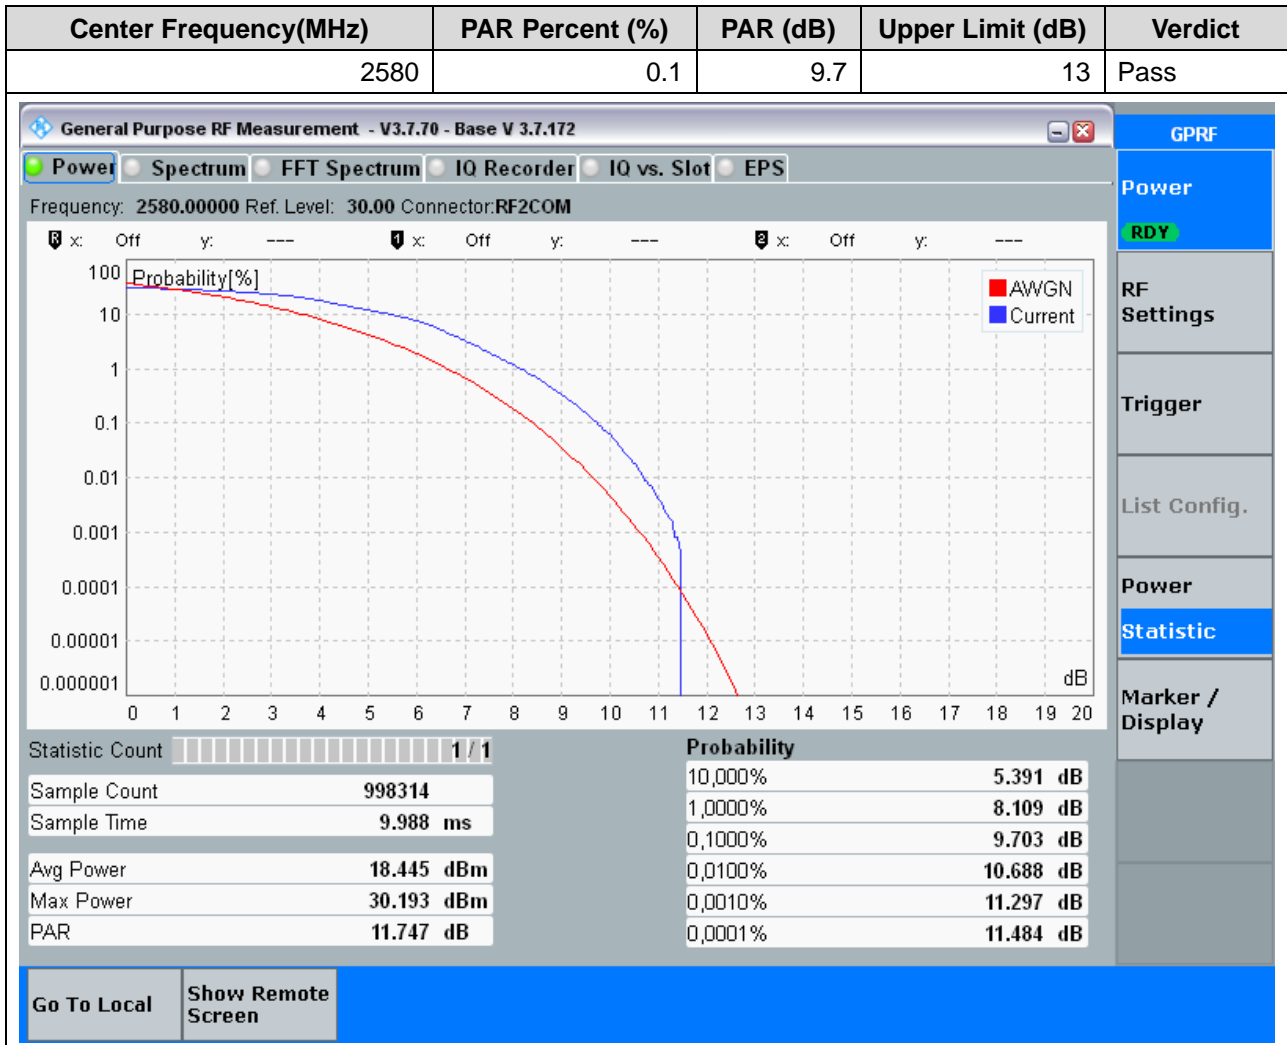 Center Frequency(MHz) PAR Percent (%) PAR (dB) Upper Limit (dB) Verdict
2580 0.1 9.7 13 Pass
General Purpose RF Measurement - V3.7.70 - Base V 3.7.172
GPRF
Power Spectrum FFT Spectrum IQ Recorder IQ vs. Slot EPS
Frequency: 2580.00000 Ref. Level: 30.00 Connector:RF2COM
R x: Off y: --- 1 x: Off y: --- 2 x: Off y: ---
Probability[%]
100
10
1
0.1
0.01
0.001
0.0001
0.00001
0.000001
AWGN
Current
dB
0 1 2 3 4 5 6 7 8 9 10 11 12 13 14 15 16 17 18 19 20
Statistic Count 1 / 1
Sample Count 998314
Sample Time 9.988 ms
Avg Power 18.445 dBm
Max Power 30.193 dBm
PAR 11.747 dB
Probability
10,000% 5.391 dB
1,0000% 8.109 dB
0,1000% 9.703 dB
0,0100% 10.688 dB
0,0010% 11.297 dB
0,0001% 11.484 dB
Power
RDY
RF
Settings
Trigger
List Config.
Power
Statistic
Marker /
Display
Go To Local
Show Remote
Screen